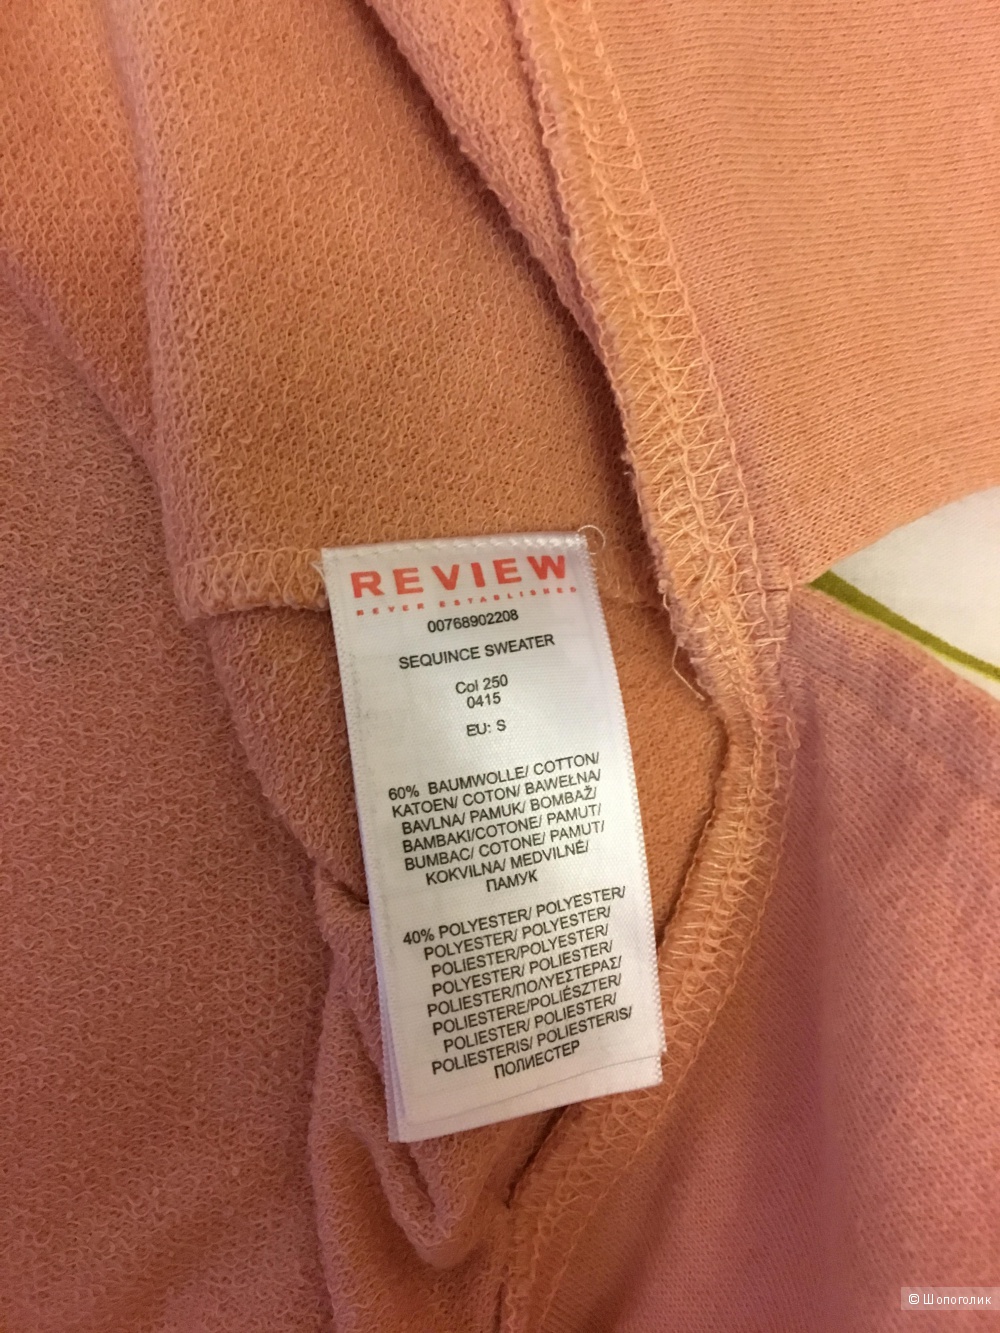 REVIEW
NEVER ESTABLISHED
00768902208
SEQUINCE SWEATER
Col 250
0415
EU: S
60% BAUMWOLLE/ COTTON/
KATOEN/ COTON/ BAWEŁNA/
BAVLNA/ PAMUK/ BOMBAŽ/
BAMBAKI/COTONE/ PAMUT/
BUMBAC/ COTONE/ PAMUT/
KOKVILNA/ MEDVILNĖ/
ПАМУК
40% POLYESTER/ POLYESTER/
POLYESTER/ POLYESTER/
POLIESTER/POLYESTER/
POLYESTER/ POLIESTER/
POLIESTER/ΠΟΛΥΕΣΤΕΡΑΣ/
POLIESTERE/POLIÉSZTER/
POLIESTER/ POLIESTER/
POLIESTERIS/ POLIESTERIS/
ПОЛИЕСТЕР
© Шопоголик